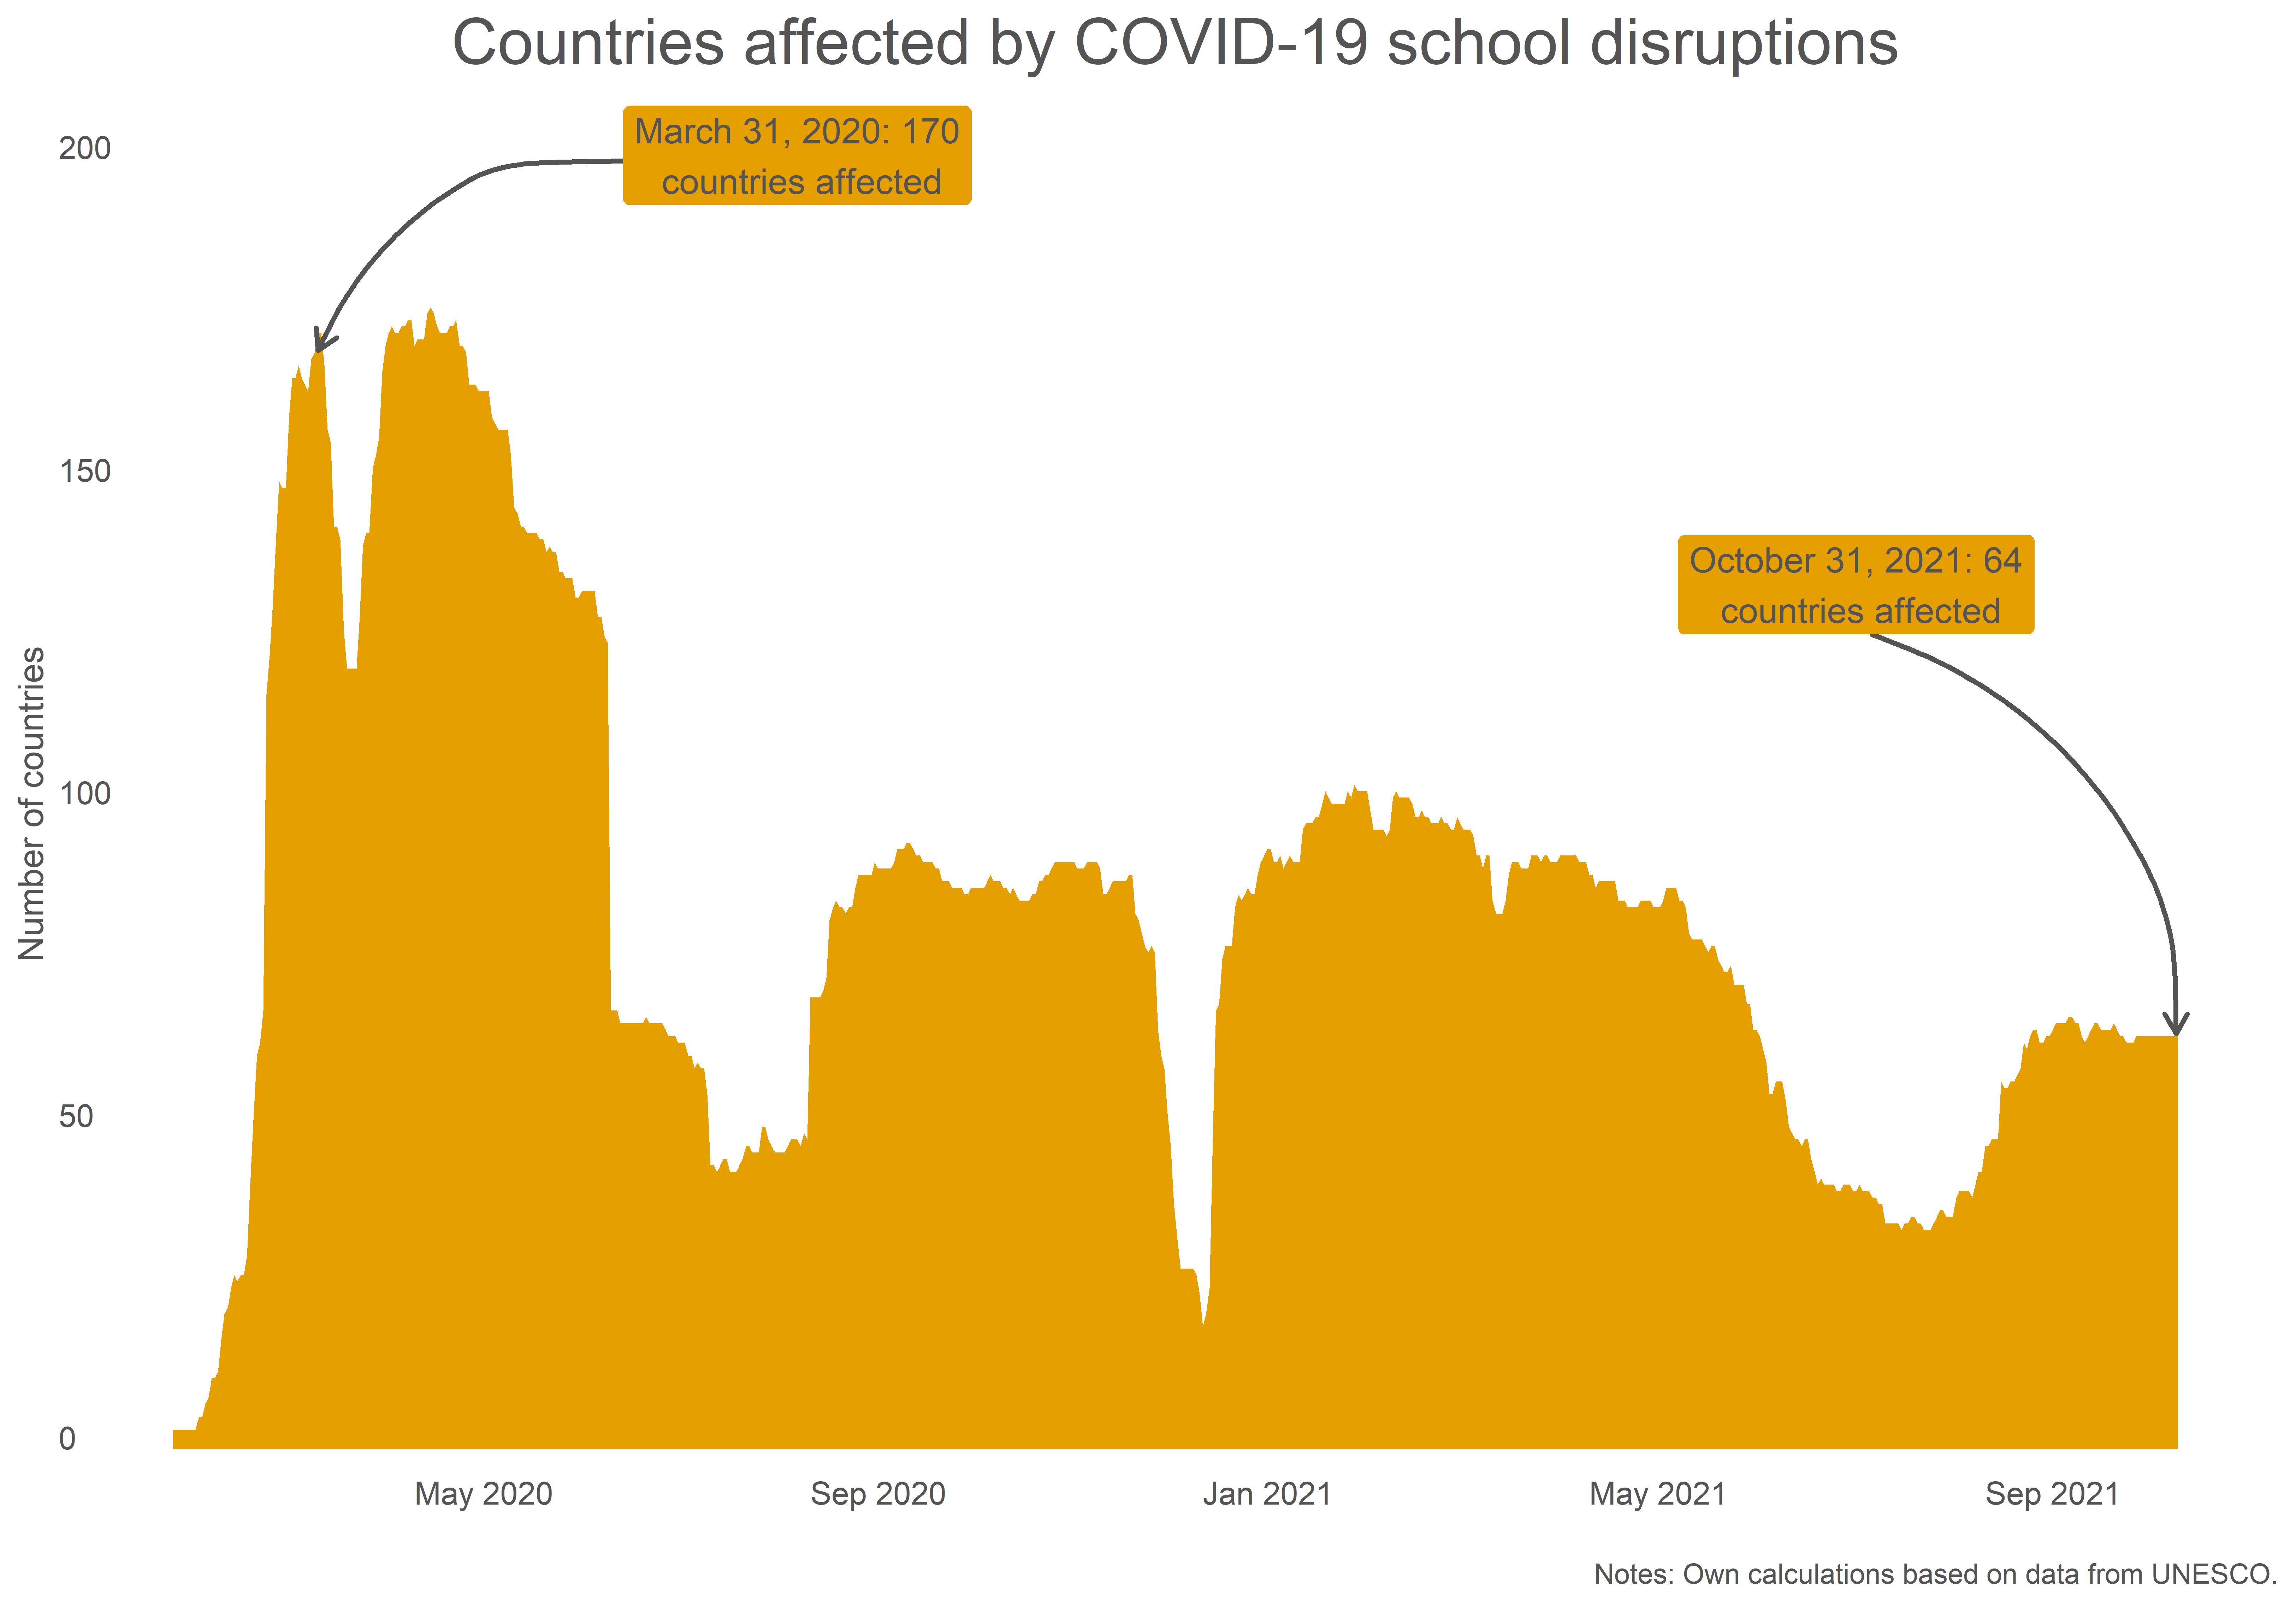 Countries affected by COVID-19 school disruptions
March 31, 2020: 170
countries affected
October 31, 2021: 64
countries affected
Number of countries
200
150
100
50
0
May 2020
Sep 2020
Jan 2021
May 2021
Sep 2021
Notes: Own calculations based on data from UNESCO.